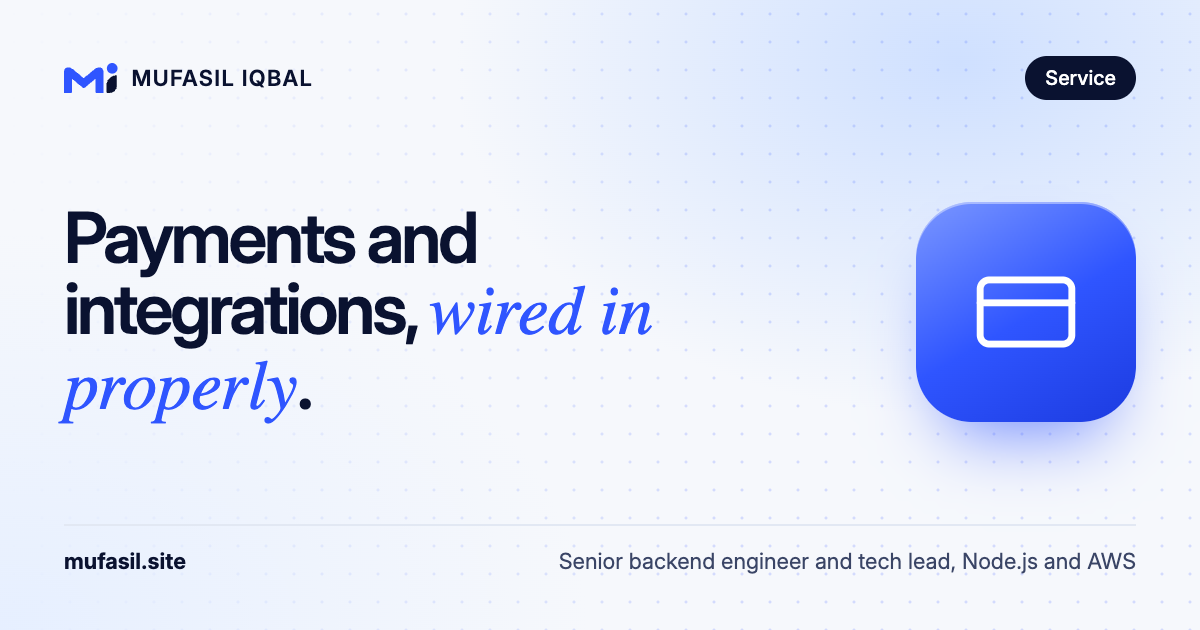 Mi MUFASIL IQBAL
Service
Payments and
integrations, wired in
properly.
mufasil.site
Senior backend engineer and tech lead, Node.js and AWS